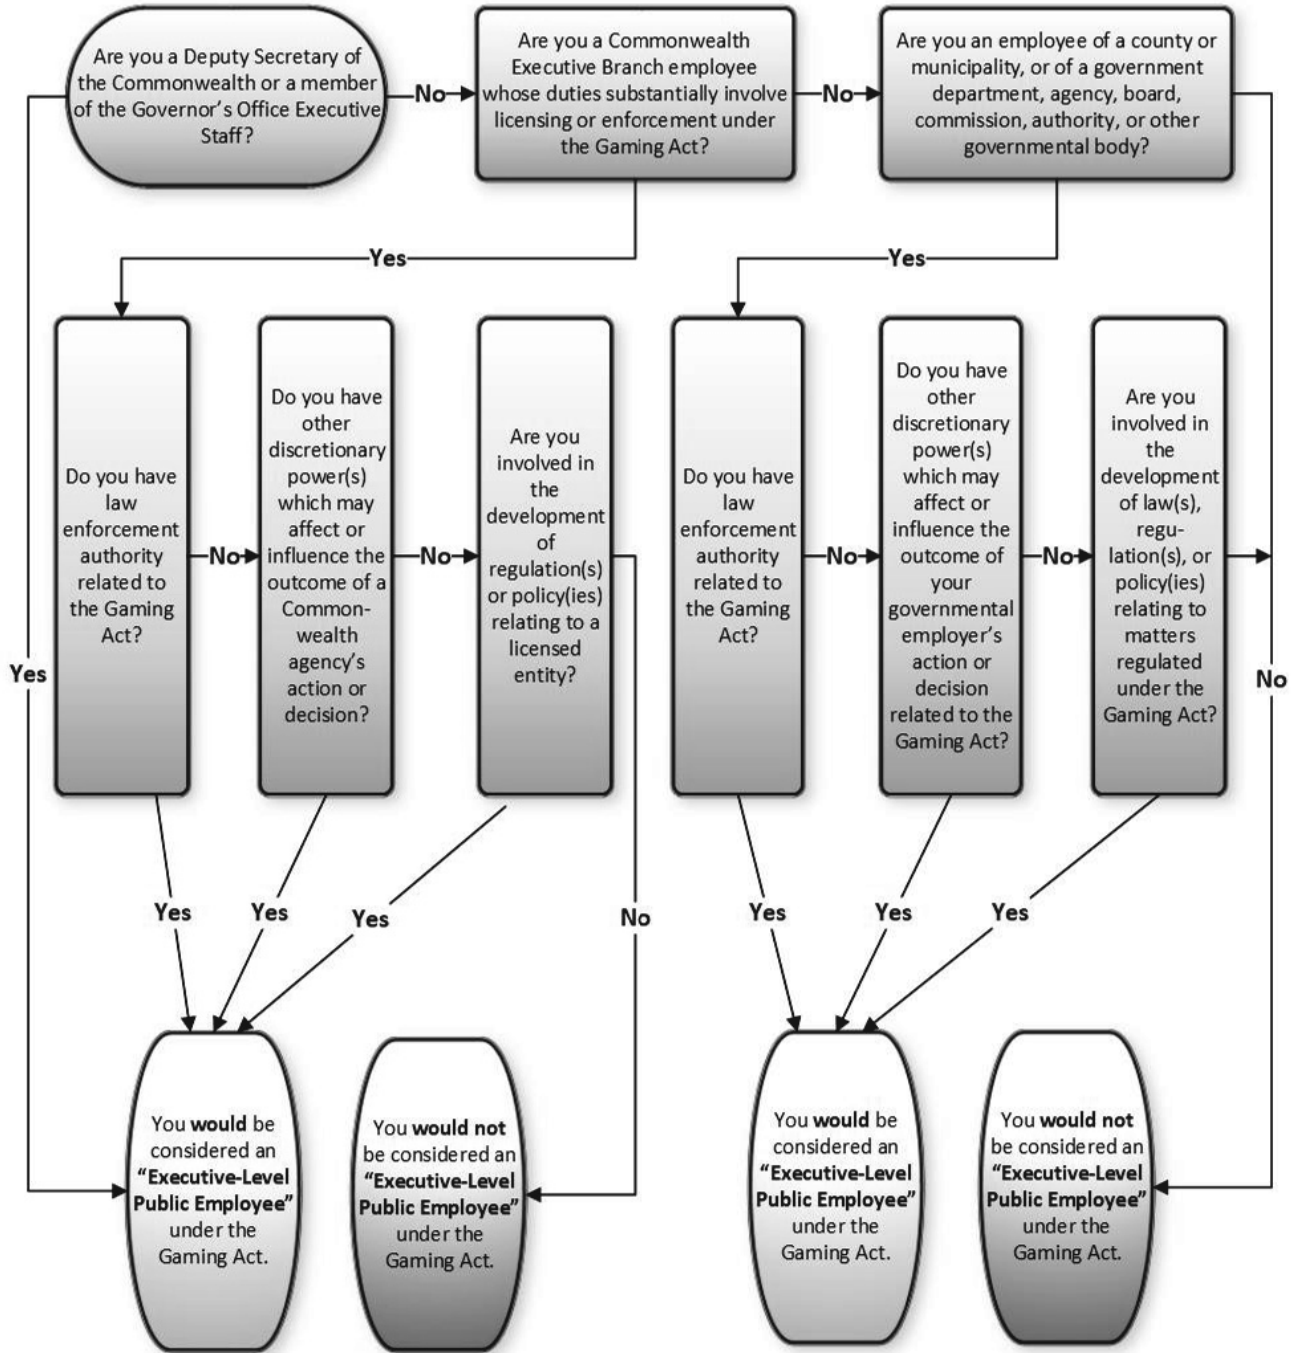 Are you a Deputy Secretary of
the Commonwealth or a member
of the Governor's Office Executive
Staff?
No
Are you a Commonwealth
Executive Branch employee
whose duties substantially involve
licensing or enforcement under
the Gaming Act?
No
Are you an employee of a county or
municipality, or of a government
department, agency, board,
commission, authority, or other
governmental body?
Yes
Yes
Do you have
law
enforcement
authority
related to
the Gaming
Act?
No
Do you have
other
discretionary
power(s)
which may
affect or
influence the
outcome of a
Common-
wealth
agency's
action or
decision?
No
Are you
involved in
the
development
of
regulation(s)
or policy(ies)
relating to a
licensed
entity?
Do you have
law
enforcement
authority
related to
the Gaming
Act?
No
Do you have
other
discretionary
power(s)
which may
affect or
influence the
outcome of
your
governmental
employer's
action or
decision
related to the
Gaming Act?
No
Are you
involved in
the
development
of law(s),
regu-
lation(s), or
policy(ies)
relating to
matters
regulated
under the
Gaming Act?
Yes
No
Yes
Yes
Yes
No
Yes
Yes
Yes
You would be
considered an
"Executive-Level
Public Employee"
under the
Gaming Act.
You would not
be considered an
"Executive-Level
Public Employee"
under the
Gaming Act.
You would be
considered an
"Executive-Level
Public Employee"
under the
Gaming Act.
You would not
be considered an
"Executive-Level
Public Employee"
under the
Gaming Act.